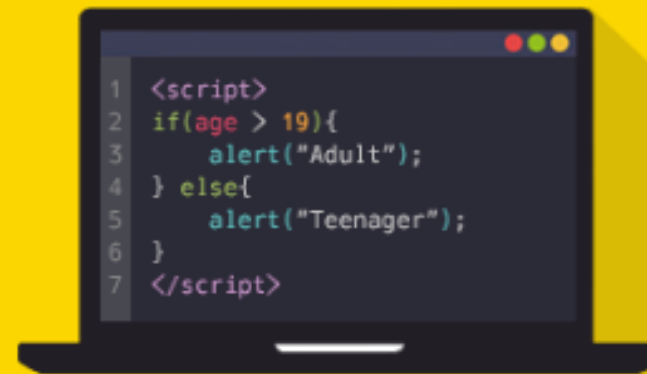 1 <script>
2 if(age > 19){
3 alert("Adult");
4 } else{
5 alert("Teenager");
6 }
7 </script>